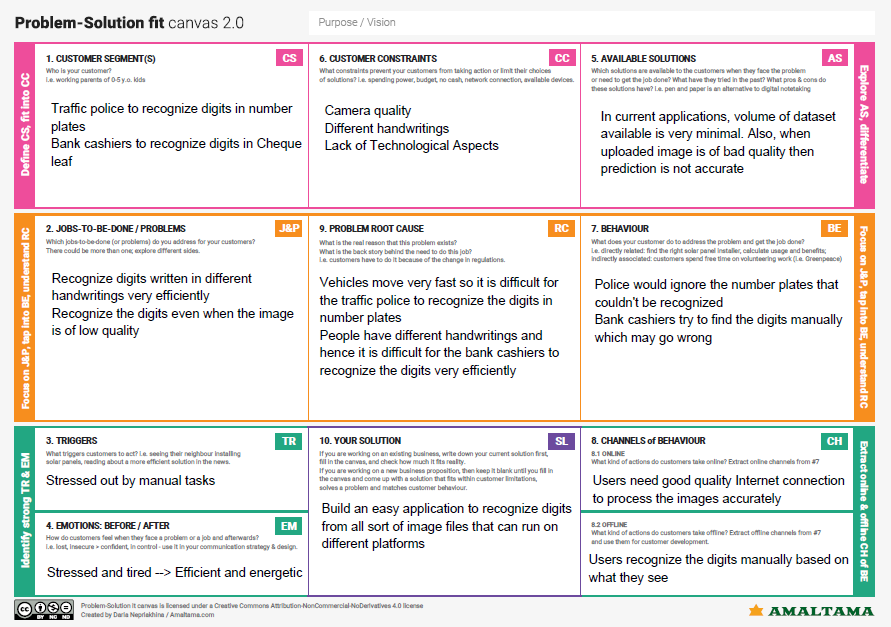 Problem-Solution fit canvas 2.0
Purpose / Vision
Define CS, fit into CC
1. CUSTOMER SEGMENT(S)
CS
Who is your customer?
i.e. working parents of 0-5 y.o. kids
Traffic police to recognize digits in number
plates
Bank cashiers to recognize digits in Cheque
leaf
6. CUSTOMER CONSTRAINTS
CC
What constraints prevent your customers from taking action or limit their choices
of solutions? i.e. spending power, budget, no cash, network connection, available devices.
Camera quality
Different handwritings
Lack of Technological Aspects
5. AVAILABLE SOLUTIONS
AS
Which solutions are available to the customers when they face the problem
or need to get the job done? What have they tried in the past? What pros & cons do
these solutions have? i.e. pen and paper is an alternative to digital notetaking
In current applications, volume of dataset
available is very minimal. Also, when
uploaded image is of bad quality then
prediction is not accurate
Explore AS, differentiate
Focus on J&P, tap into BE, understand RC
2. JOBS-TO-BE-DONE / PROBLEMS
J&P
Which jobs-to-be-done (or problems) do you address for your customers?
There could be more than one; explore different sides.
Recognize digits written in different
handwritings very efficiently
Recognize the digits even when the image
is of low quality
9. PROBLEM ROOT CAUSE
RC
What is the real reason that this problem exists?
What is the back story behind the need to do this job?
i.e. customers have to do it because of the change in regulations.
Vehicles move very fast so it is difficult for
the traffic police to recognize the digits in
number plates
People have different handwritings and
hence it is difficult for the bank cashiers to
recognize the digits very efficiently
7. BEHAVIOUR
BE
What does your customer do to address the problem and get the job done?
i.e. directly related: find the right solar panel installer, calculate usage and benefits;
indirectly associated: customers spend free time on volunteering work (i.e. Greenpeace)
Police would ignore the number plates that
couldn't be recognized
Bank cashiers try to find the digits manually
which may go wrong
Focus on J&P, tap into BE, understand RC
Identify strong TR & EM
3. TRIGGERS
TR
What triggers customers to act? i.e. seeing their neighbour installing
solar panels, reading about a more efficient solution in the news.
Stressed out by manual tasks
4. EMOTIONS: BEFORE / AFTER
EM
How do customers feel when they face a problem or a job and afterwards?
i.e. lost, insecure > confident, in control - use it in your communication strategy & design.
Stressed and tired --> Efficient and energetic
10. YOUR SOLUTION
SL
If you are working on an existing business, write down your current solution first,
fill in the canvas, and check how much it fits reality.
If you are working on a new business proposition, then keep it blank until you fill in
the canvas and come up with a solution that fits within customer limitations,
solves a problem and matches customer behaviour.
Build an easy application to recognize digits
from all sort of image files that can run on
different platforms
8. CHANNELS of BEHAVIOUR
CH
8.1 ONLINE
What kind of actions do customers take online? Extract online channels from #7
Users need good quality Internet connection
to process the images accurately
8.2 OFFLINE
What kind of actions do customers take offline? Extract offline channels from #7
and use them for customer development.
Users recognize the digits manually based on
what they see
Extract online & offline CH of BE
CC BY NC ND
Problem-Solution fit canvas is licensed under a Creative Commons Attribution-NonCommercial-NoDerivatives 4.0 license
Created by Daria Nepriakhina / Amaltama.com
AMALTAMA